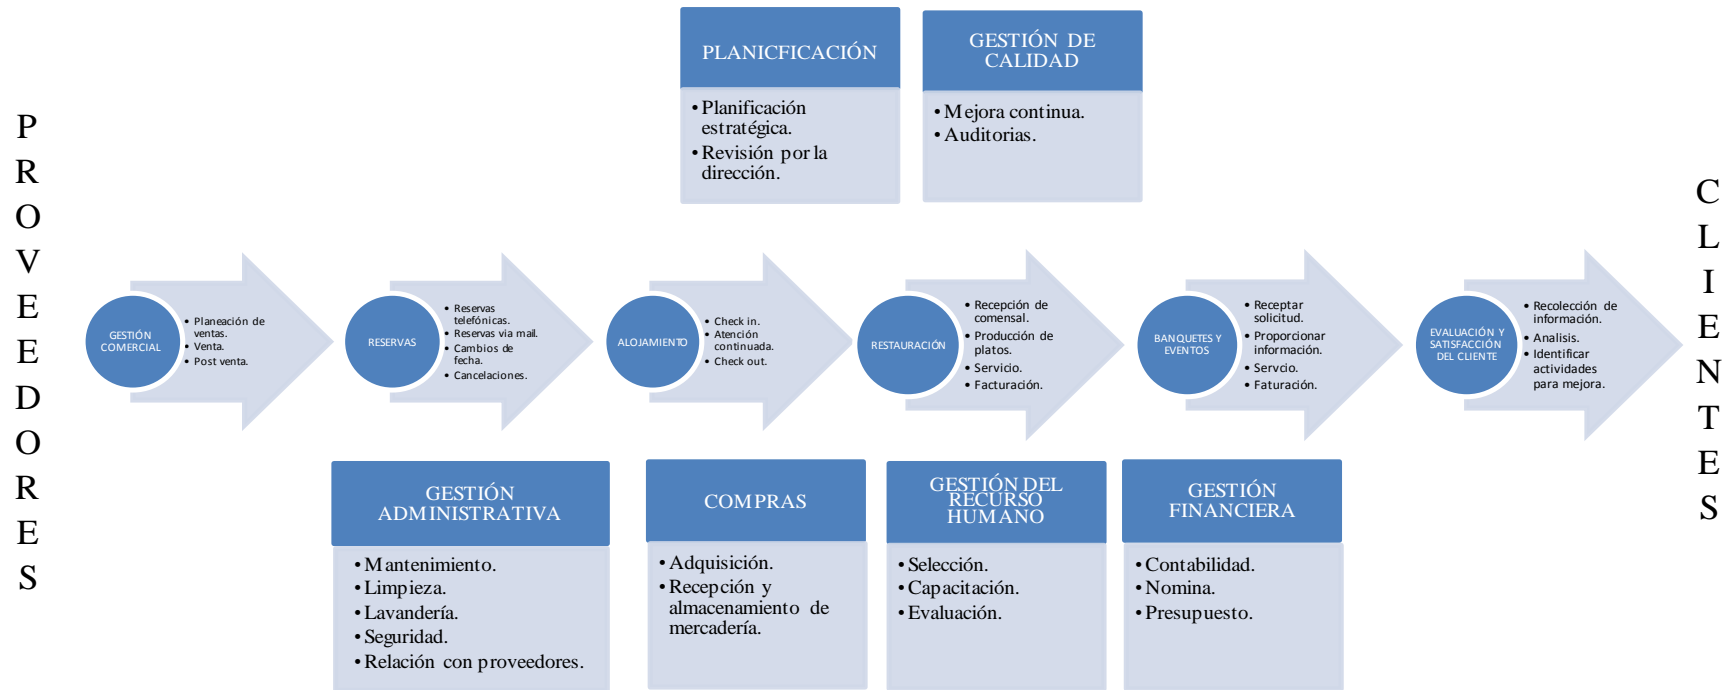 P
R
O
V
E
E
D
O
R
E
S
PLANICFICACIÓN
• Planificación
estratégica.
• Revisión por la
dirección.
GESTIÓN DE
CALIDAD
• Mejora continua.
• Auditorias.
GESTIÓN
COMERCIAL
• Planeación de
ventas.
• Venta.
• Post venta.
RESERVAS
• Reservas
telefónicas.
• Reservas via mail.
• Cambios de
fecha.
• Cancelaciones.
ALOJAMIENTO
• Check in.
• Atención
continuada.
• Check out.
RESTAURACIÓN
• Recepción de
comensal.
• Producción de
platos.
• Servicio.
• Facturación.
BANQUETES Y
EVENTOS
• Receptar
solicitud.
• Proporcionar
información.
• Servcio.
• Faturación.
EVALUACIÓN Y
SATISFACCIÓN
DEL CLIENTE
• Recolección de
información.
• Analisis.
• Identificar
actividades
para mejora.
GESTIÓN
ADMINISTRATIVA
• Mantenimiento.
• Limpieza.
• Lavandería.
• Seguridad.
• Relación con proveedores.
COMPRAS
• Adquisición.
• Recepción y
almacenamiento de
mercadería.
GESTIÓN DEL
RECURSO
HUMANO
• Selección.
• Capacitación.
• Evaluación.
GESTIÓN
FINANCIERA
• Contabilidad.
• Nomina.
• Presupuesto.
C
L
I
E
N
T
E
S